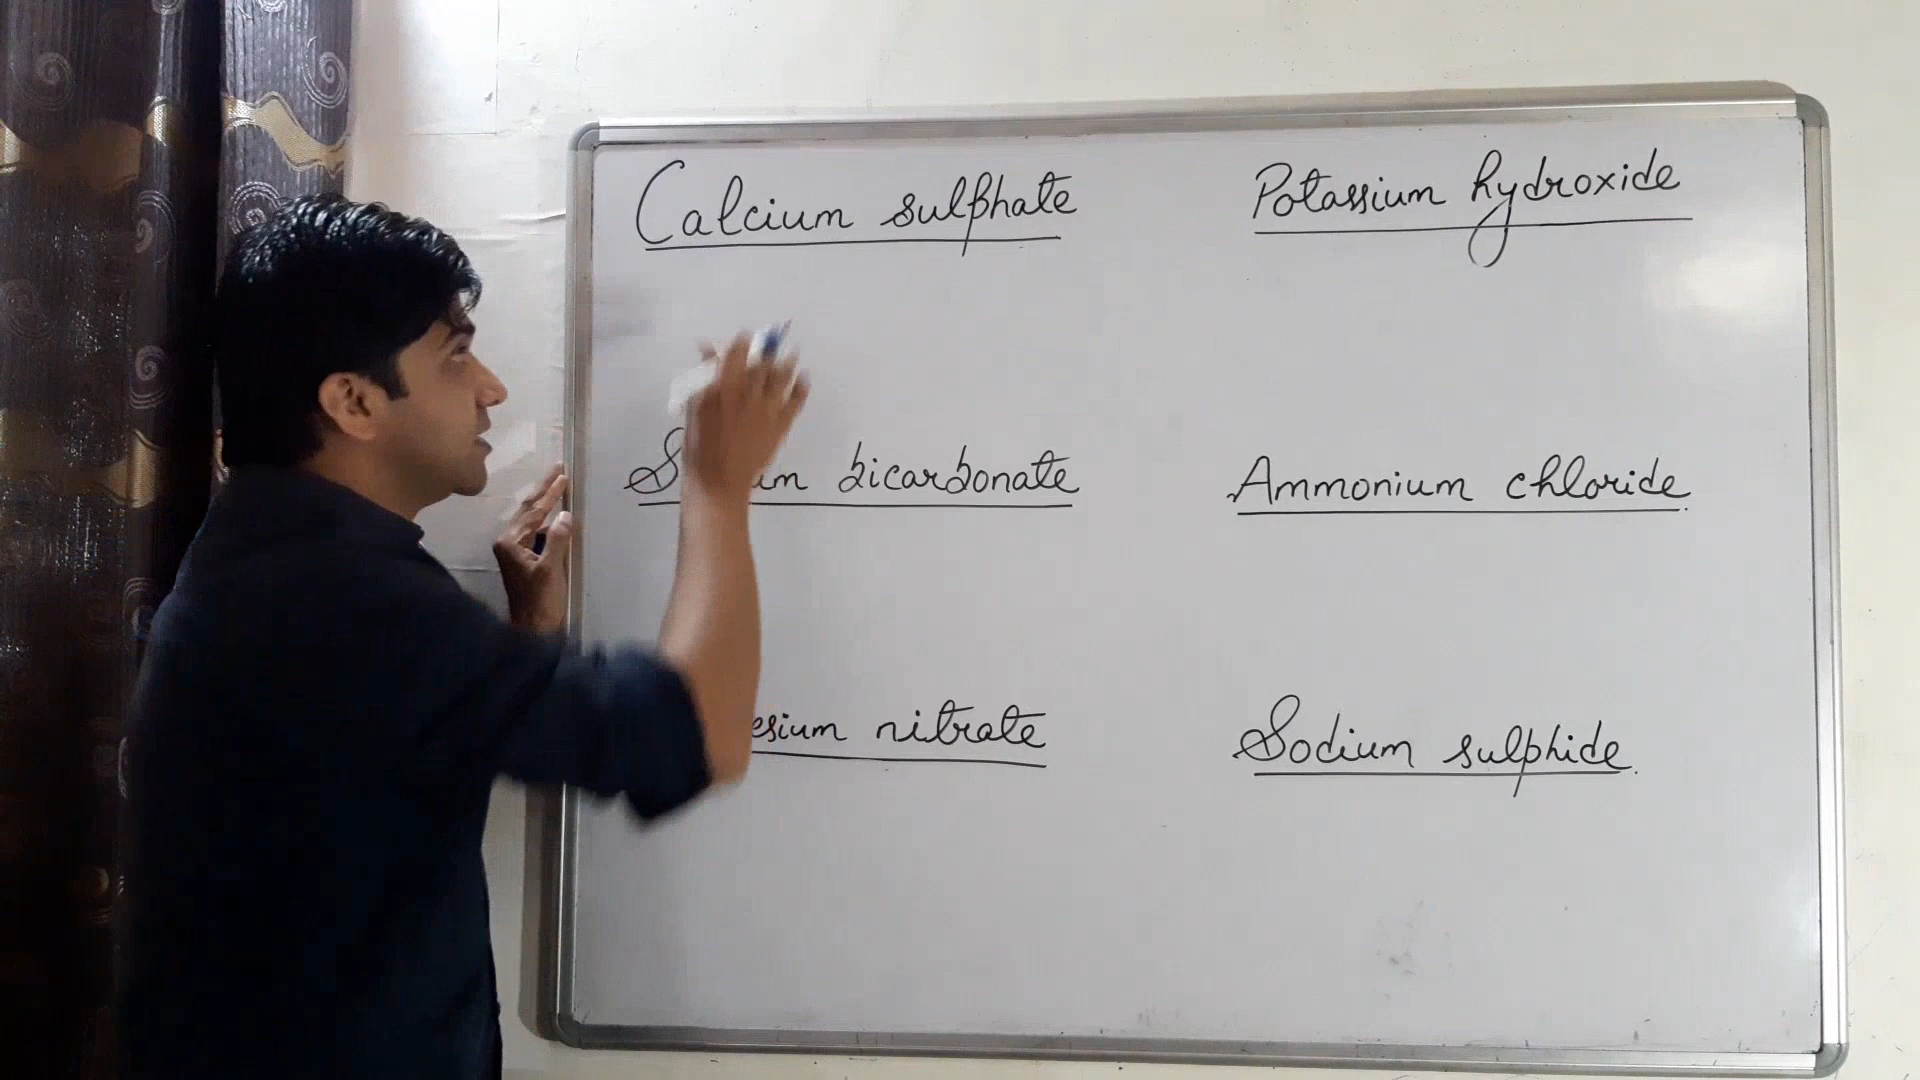 Calcium sulphate
Potassium hydroxide
bicarbonate
Ammonium chloride.
nitrate
Sodium sulphide.